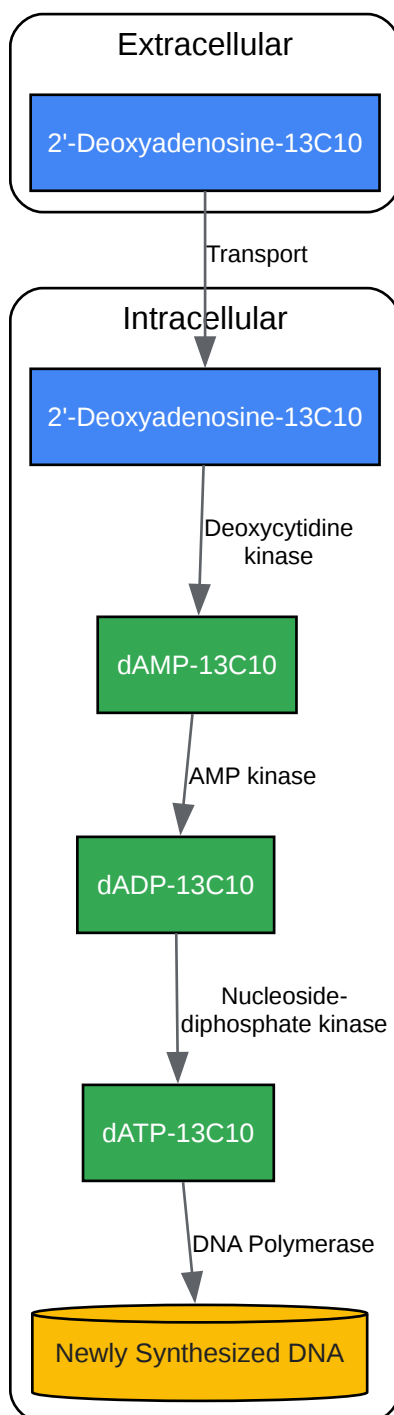 Extracellular
2'-Deoxyadenosine-13C10
Transport
Intracellular
2'-Deoxyadenosine-13C10
Deoxycytidine
kinase
dAMP-13C10
AMP kinase
dADP-13C10
Nucleoside-
diphosphate kinase
dATP-13C10
DNA Polymerase
Newly Synthesized DNA